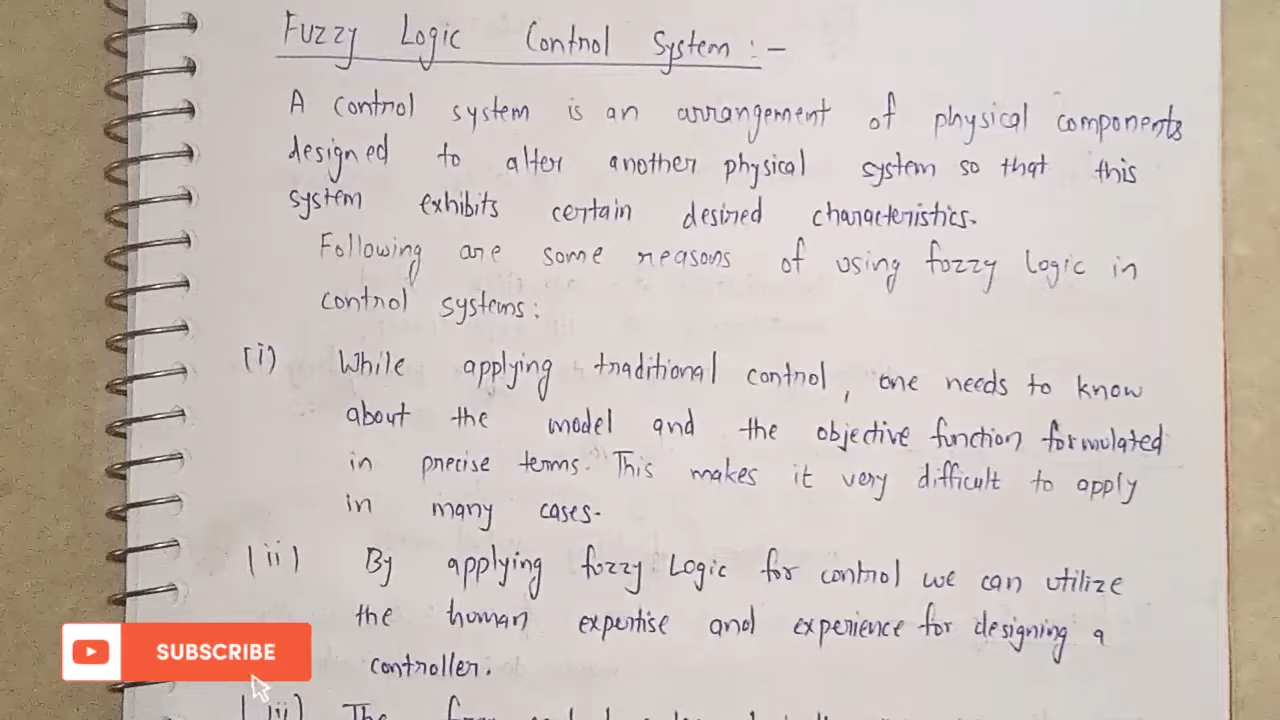 Fuzzy Logic Control System :-
A control system is an arrangement of physical components
designed to alter another physical system so that this
system exhibits certain desired characteristics.
Following are some reasons of using fuzzy Logic in
control systems:
(i) While applying traditional control, one needs to know
about the model and the objective function formulated
in precise terms. This makes it very difficult to apply
in many cases.
(ii) By applying fuzzy Logic for control we can utilize
the human expertise and experience for designing a
controller.
SUBSCRIBE
(iii) The